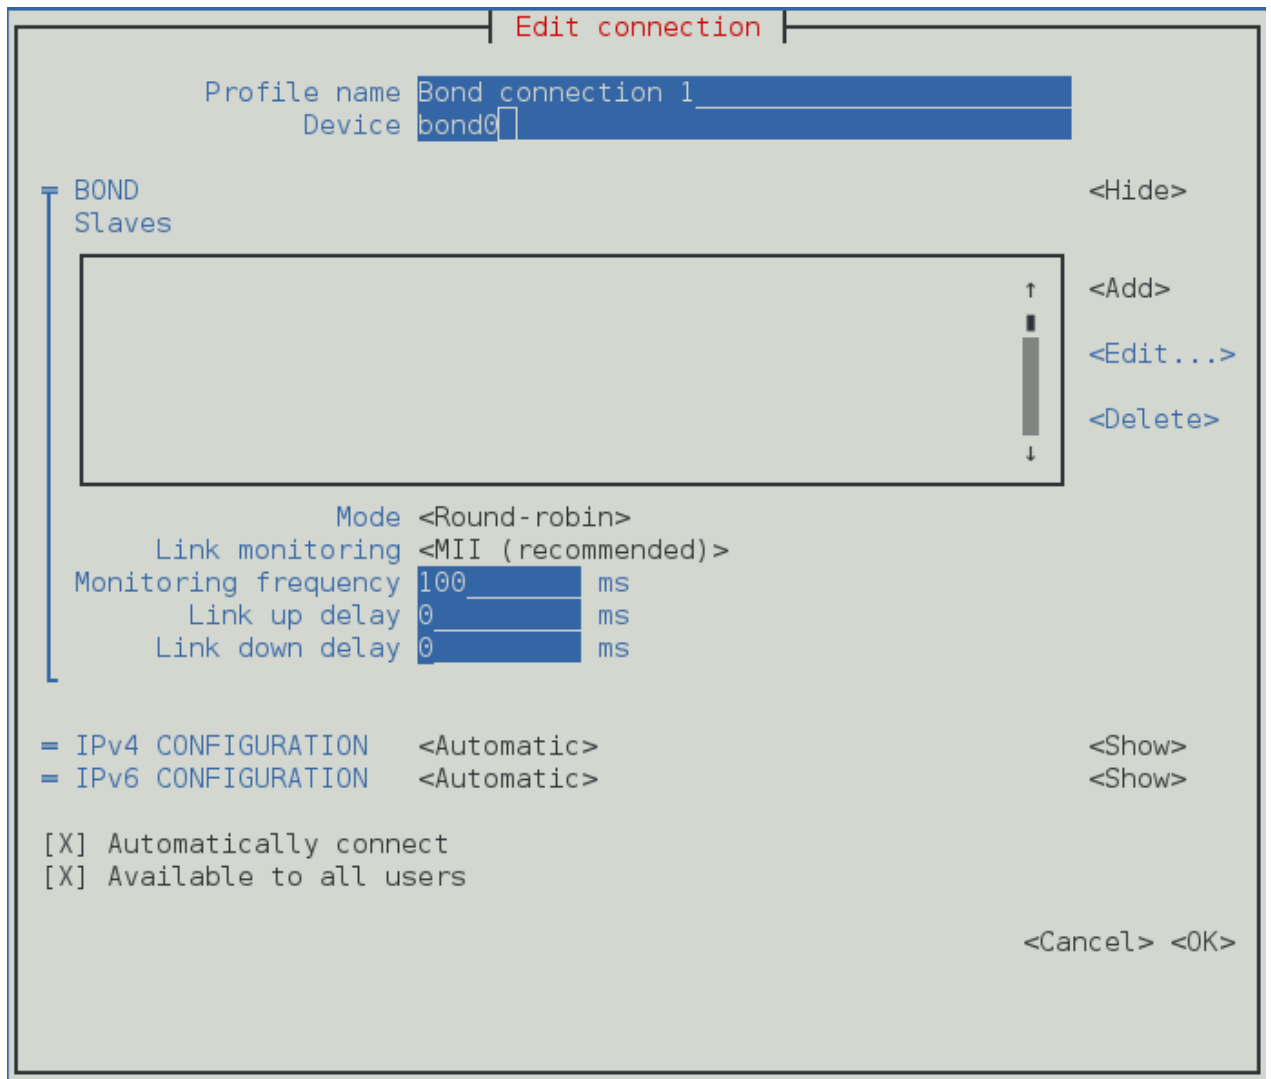 Edit connection
Profile name Bond connection 1
Device bond0
BOND <Hide>
Slaves
↑ <Add>
<Edit...>
<Delete>
↓
Mode <Round-robin>
Link monitoring <MII (recommended)>
Monitoring frequency 100 ms
Link up delay 0 ms
Link down delay 0 ms
= IPv4 CONFIGURATION <Automatic> <Show>
= IPv6 CONFIGURATION <Automatic> <Show>
[X] Automatically connect
[X] Available to all users
<Cancel> <OK>